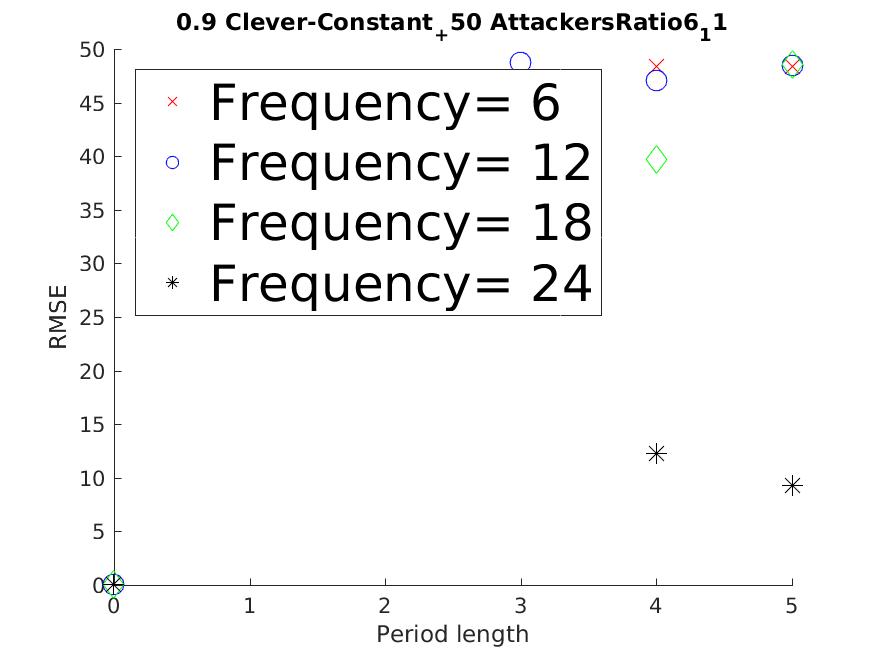 0.9 Clever-Constant+50 AttackersRatio611
50
45
40
35
30
25
20
15
10
5
0
RMSE
Frequency= 6
Frequency= 12
Frequency= 18
Frequency= 24
0 1 2 3 4 5
Period length